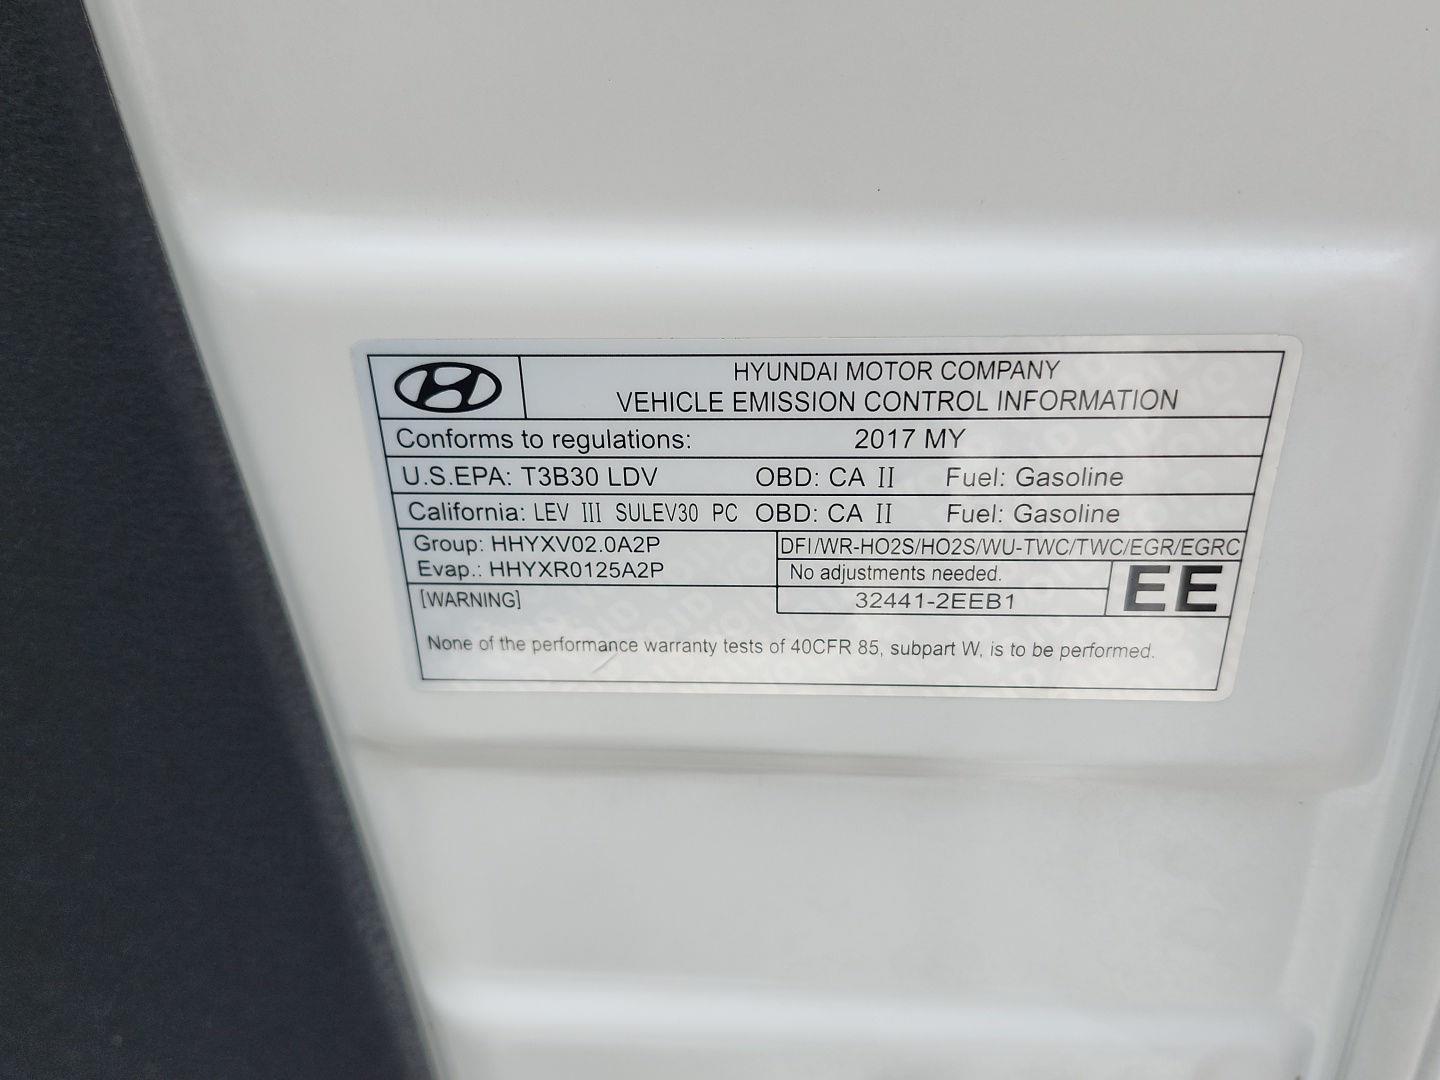 HYUNDAI MOTOR COMPANY
VEHICLE EMISSION CONTROL INFORMATION
Conforms to regulations: 2017 MY
U.S.EPA: T3B30 LDV OBD: CA II Fuel: Gasoline
California: LEV III SULEV30 PC OBD: CA II Fuel: Gasoline
Group: HHYXV02.0A2P
Evap.: HHYXR0125A2P
DFI/WR-HO2S/HO2S/WU-TWC/TWC/EGR/EGRC
No adjustments needed.
32441-2EEB1
EE
[WARNING]
None of the performance warranty tests of 40CFR 85, subpart W, is to be performed.